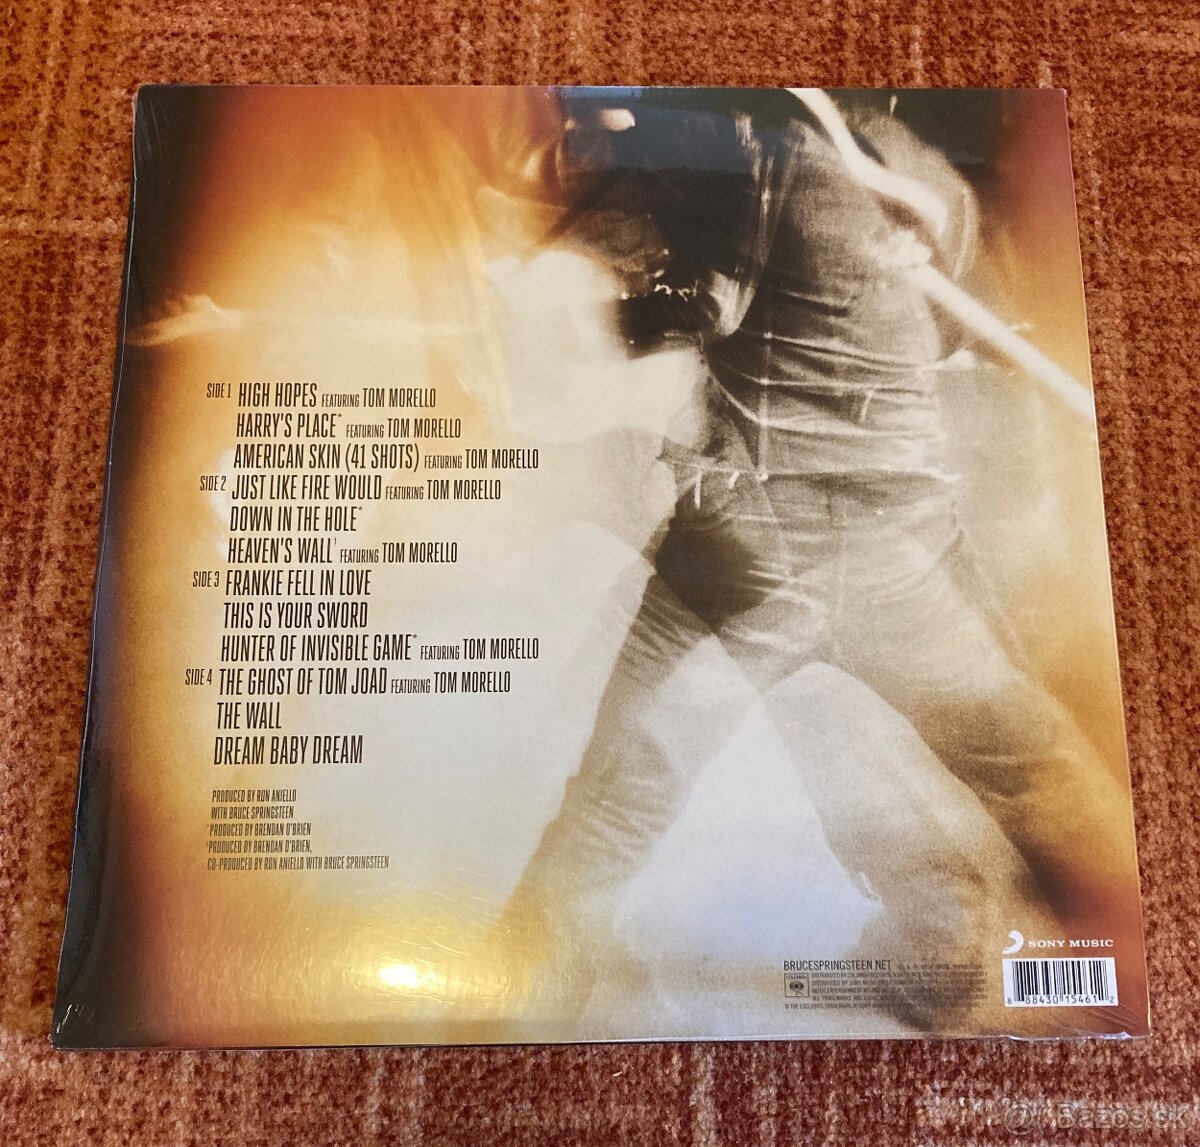 SIDE 1 HIGH HOPES FEATURING TOM MORELLO
HARRY'S PLACE* FEATURING TOM MORELLO
AMERICAN SKIN (41 SHOTS) FEATURING TOM MORELLO
SIDE 2 JUST LIKE FIRE WOULD FEATURING TOM MORELLO
DOWN IN THE HOLE*
HEAVEN'S WALL† FEATURING TOM MORELLO
SIDE 3 FRANKIE FELL IN LOVE
THIS IS YOUR SWORD
HUNTER OF INVISIBLE GAME* FEATURING TOM MORELLO
SIDE 4 THE GHOST OF TOM JOAD FEATURING TOM MORELLO
THE WALL
DREAM BABY DREAM
PRODUCED BY RON ANIELLO
WITH BRUCE SPRINGSTEEN
*PRODUCED BY BRENDAN O'BRIEN
†PRODUCED BY BRENDAN O'BRIEN,
CO-PRODUCED BY RON ANIELLO WITH BRUCE SPRINGSTEEN
SONY MUSIC
BRUCESPRINGSTEEN.NET
COLUMBIA
8 88430 15461 2
@ Bazos.sk